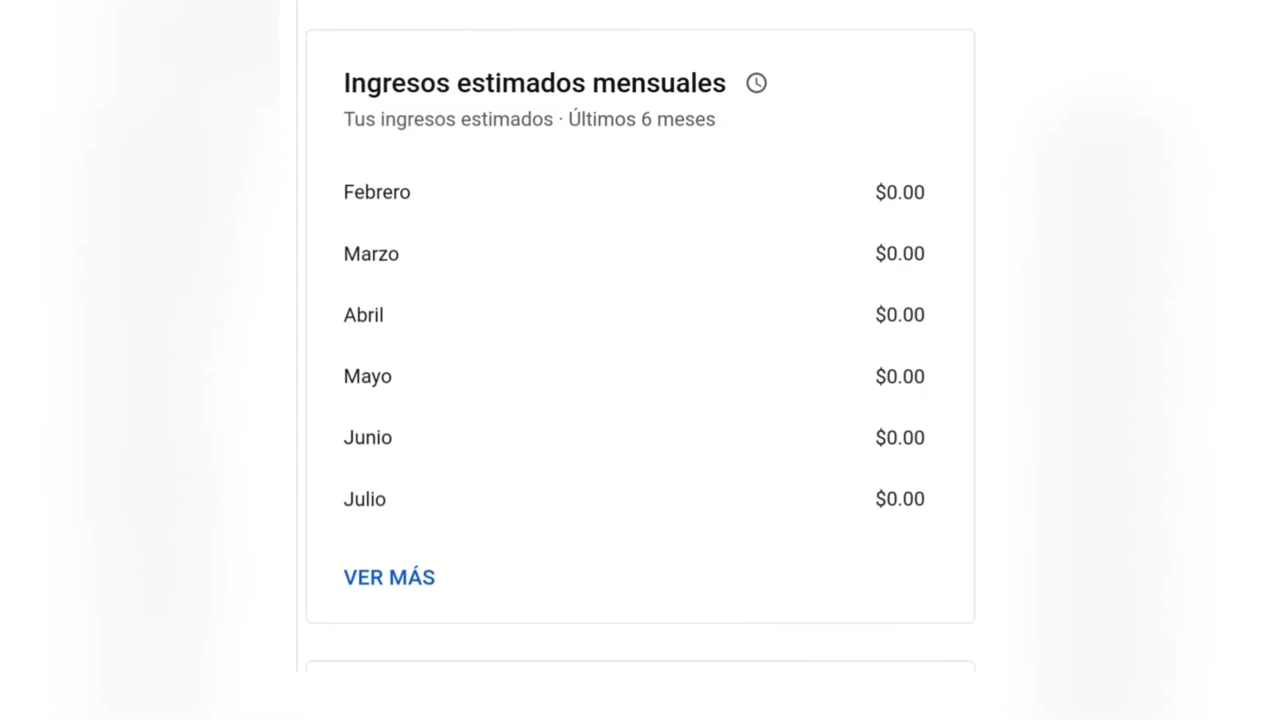 Ingresos estimados mensuales
Tus ingresos estimados · Últimos 6 meses
Febrero $0.00
Marzo $0.00
Abril $0.00
Mayo $0.00
Junio $0.00
Julio $0.00
VER MÁS